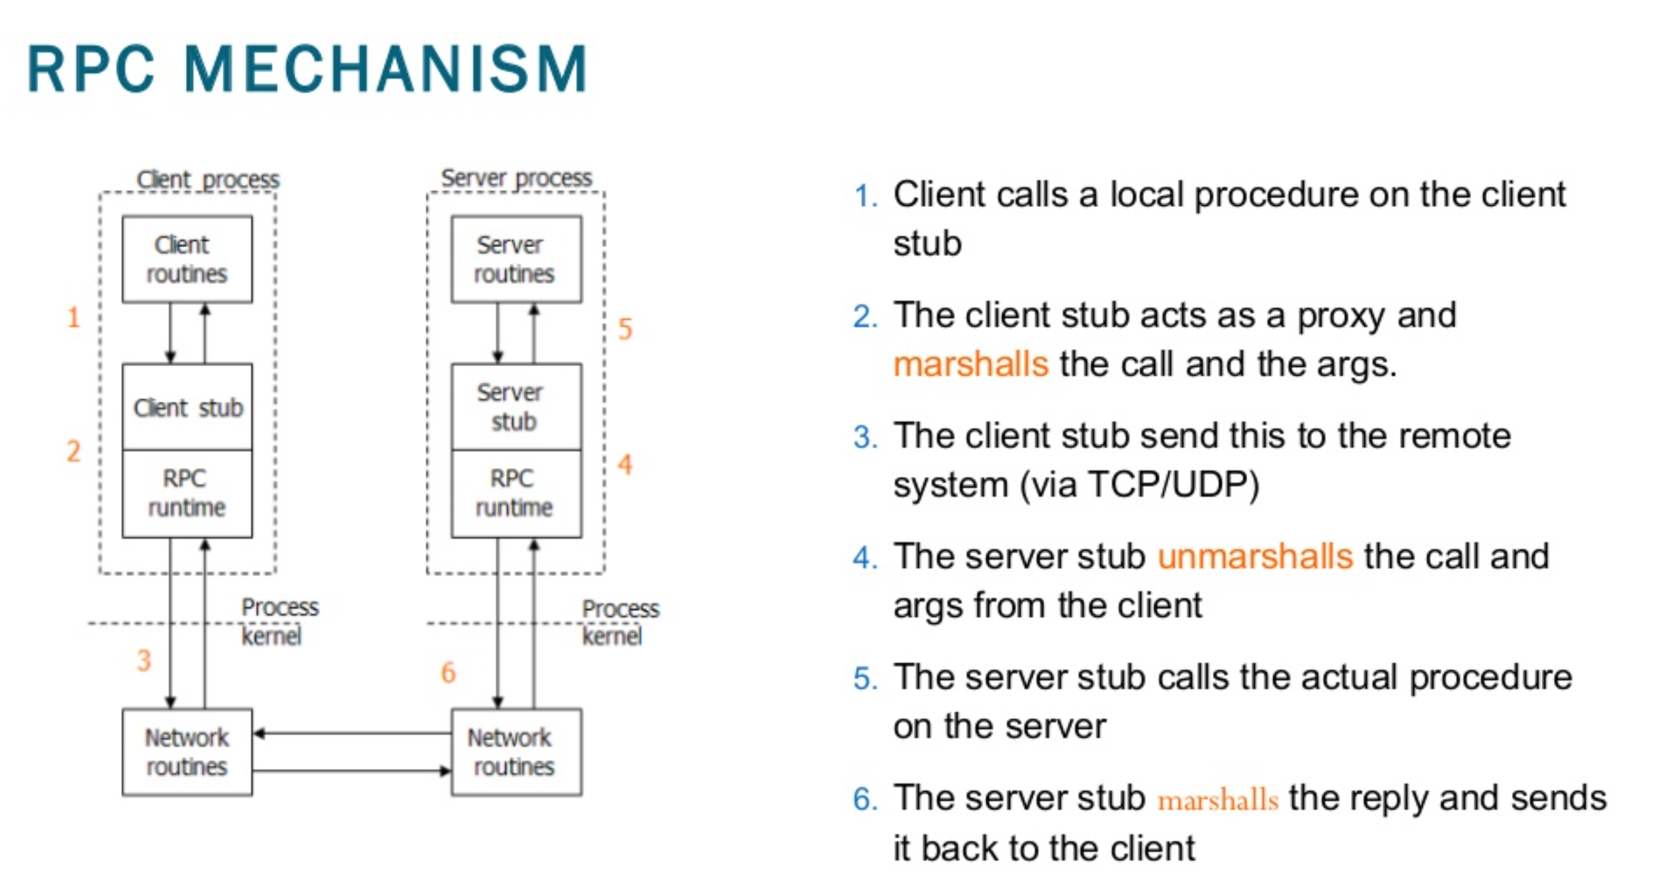 RPC MECHANISM
Client process
Client
routines
1
Client stub
2
RPC
runtime
Process
kernel
3
Network
routines
Server process
Server
routines
5
Server
stub
4
RPC
runtime
Process
kernel
6
Network
routines
1. Client calls a local procedure on the client
stub
2. The client stub acts as a proxy and
marshalls the call and the args.
3. The client stub send this to the remote
system (via TCP/UDP)
4. The server stub unmarshalls the call and
args from the client
5. The server stub calls the actual procedure
on the server
6. The server stub marshalls the reply and sends
it back to the client